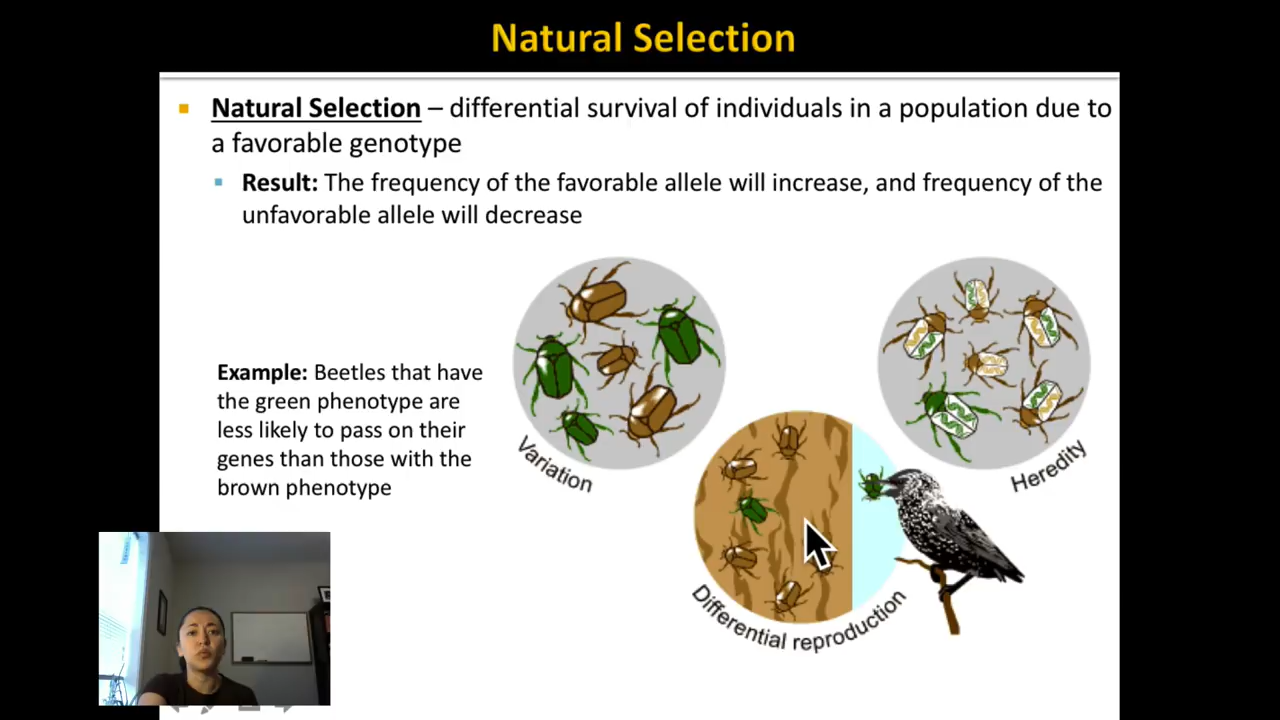 Natural Selection
Natural Selection – differential survival of individuals in a population due to
a favorable genotype
Result: The frequency of the favorable allele will increase, and frequency of the
unfavorable allele will decrease
Example: Beetles that have
the green phenotype are
less likely to pass on their
genes than those with the
brown phenotype
Variation
Heredity
Differential reproduction